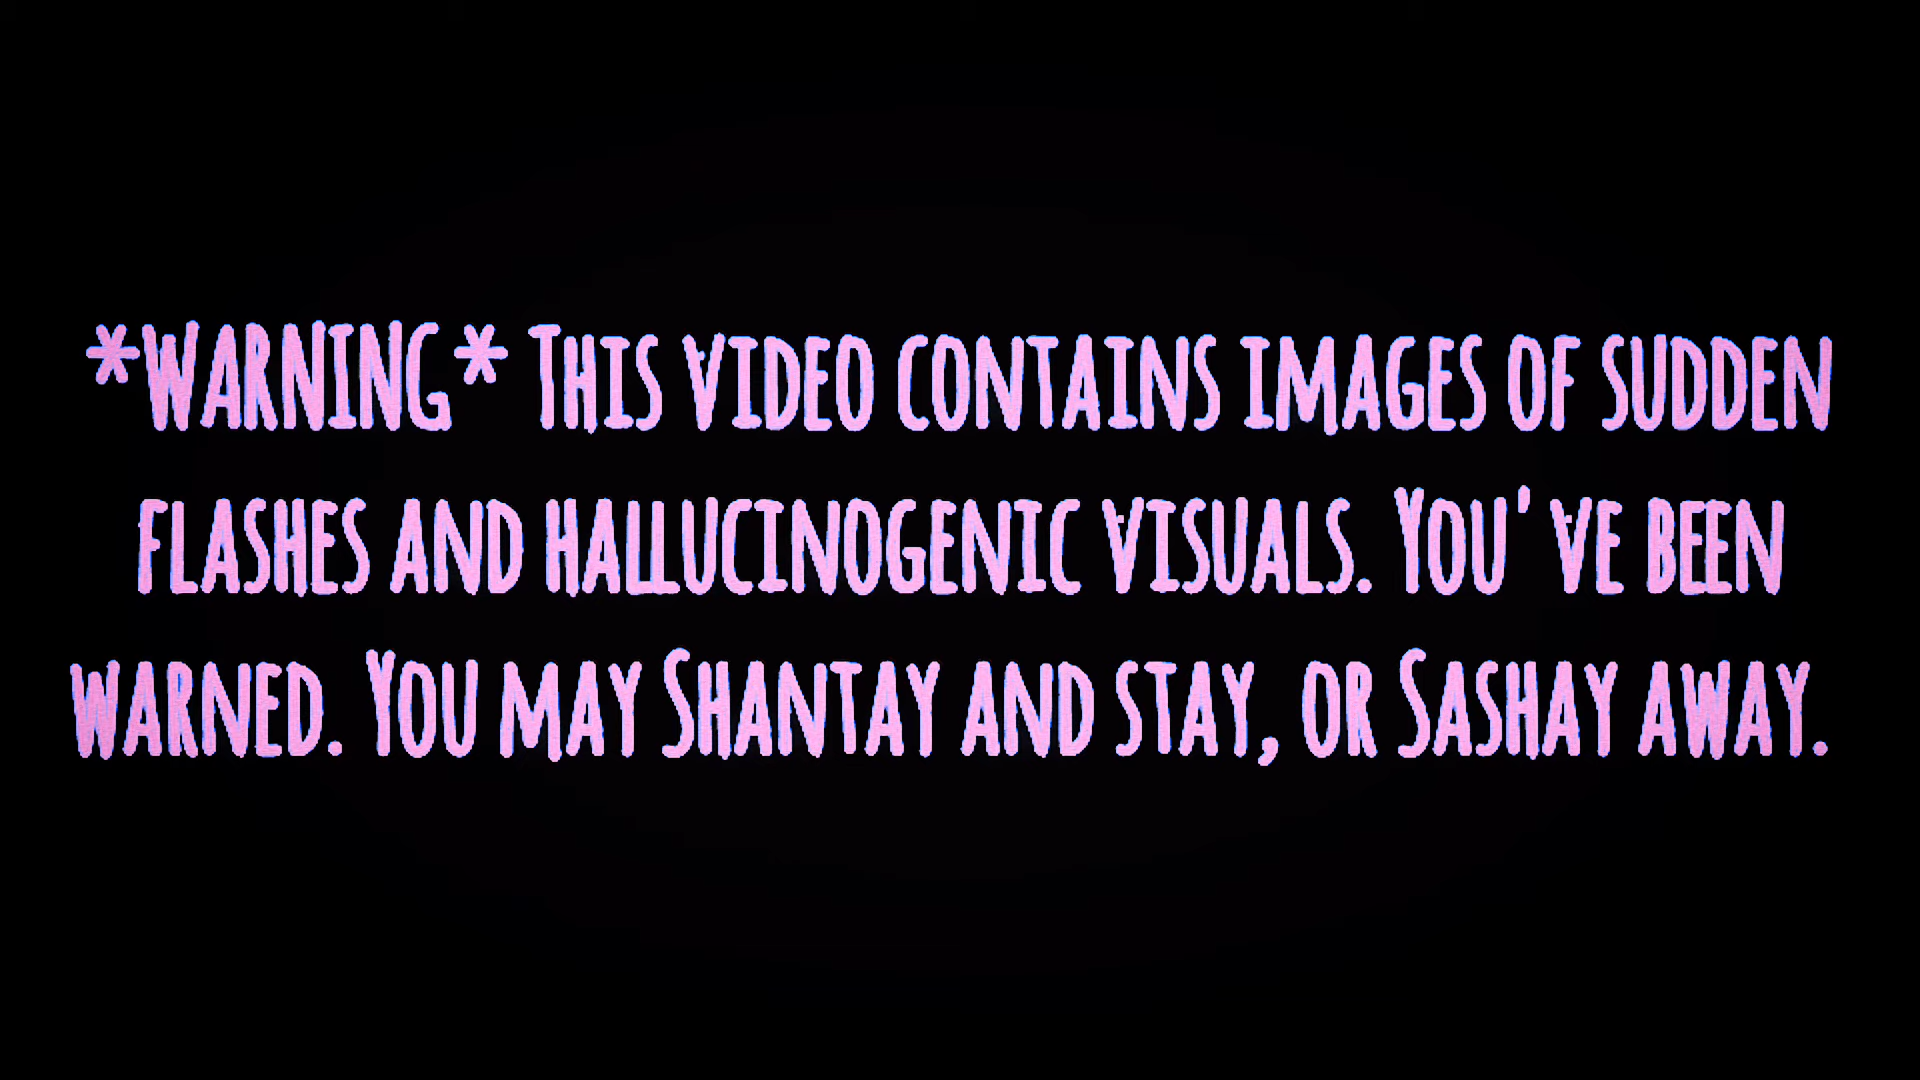 *WARNING* This video contains images of sudden
flashes and hallucinogenic visuals. You've been
warned. You may Shantay and stay, or Sashay away.